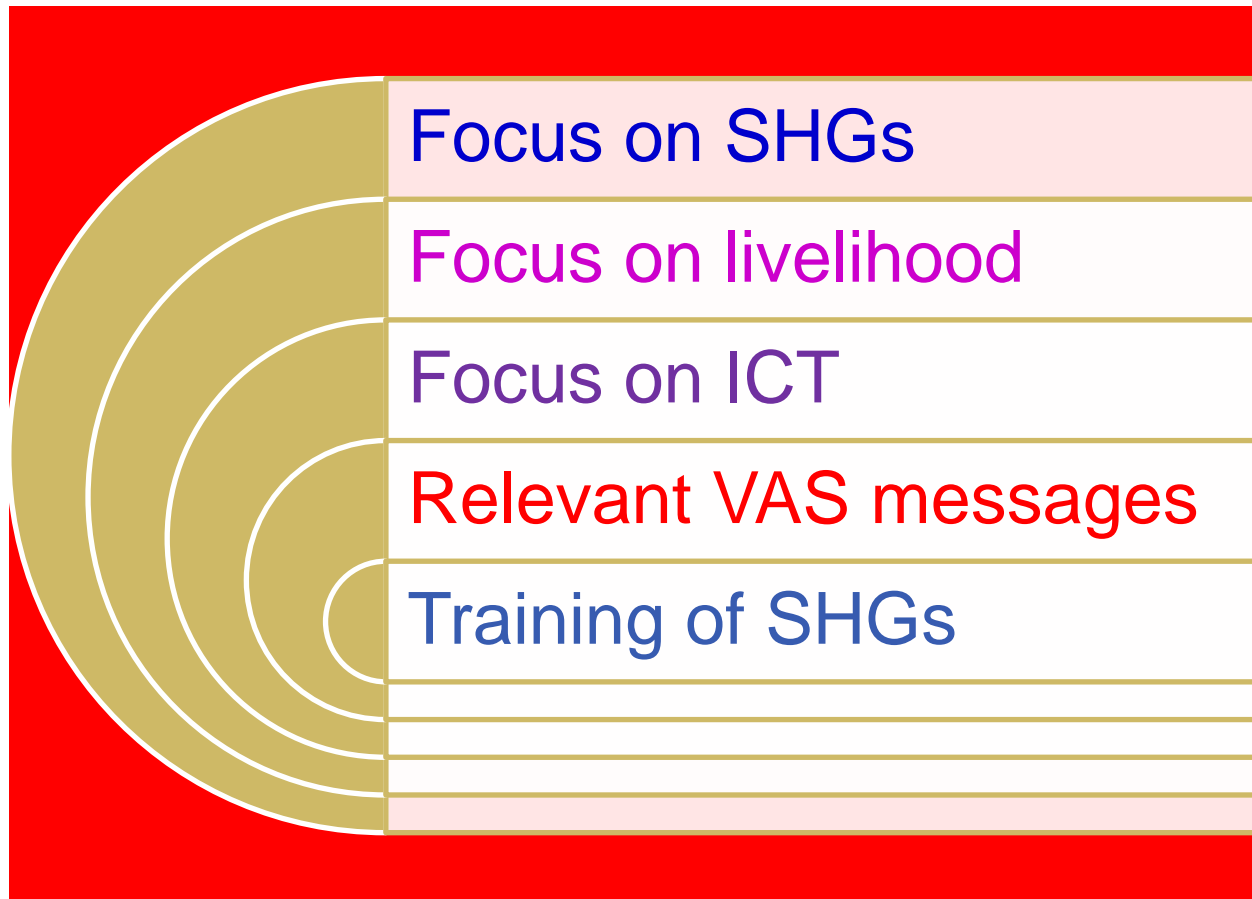 Focus on SHGs
Focus on livelihood
Focus on ICT
Relevant VAS messages
Training of SHGs